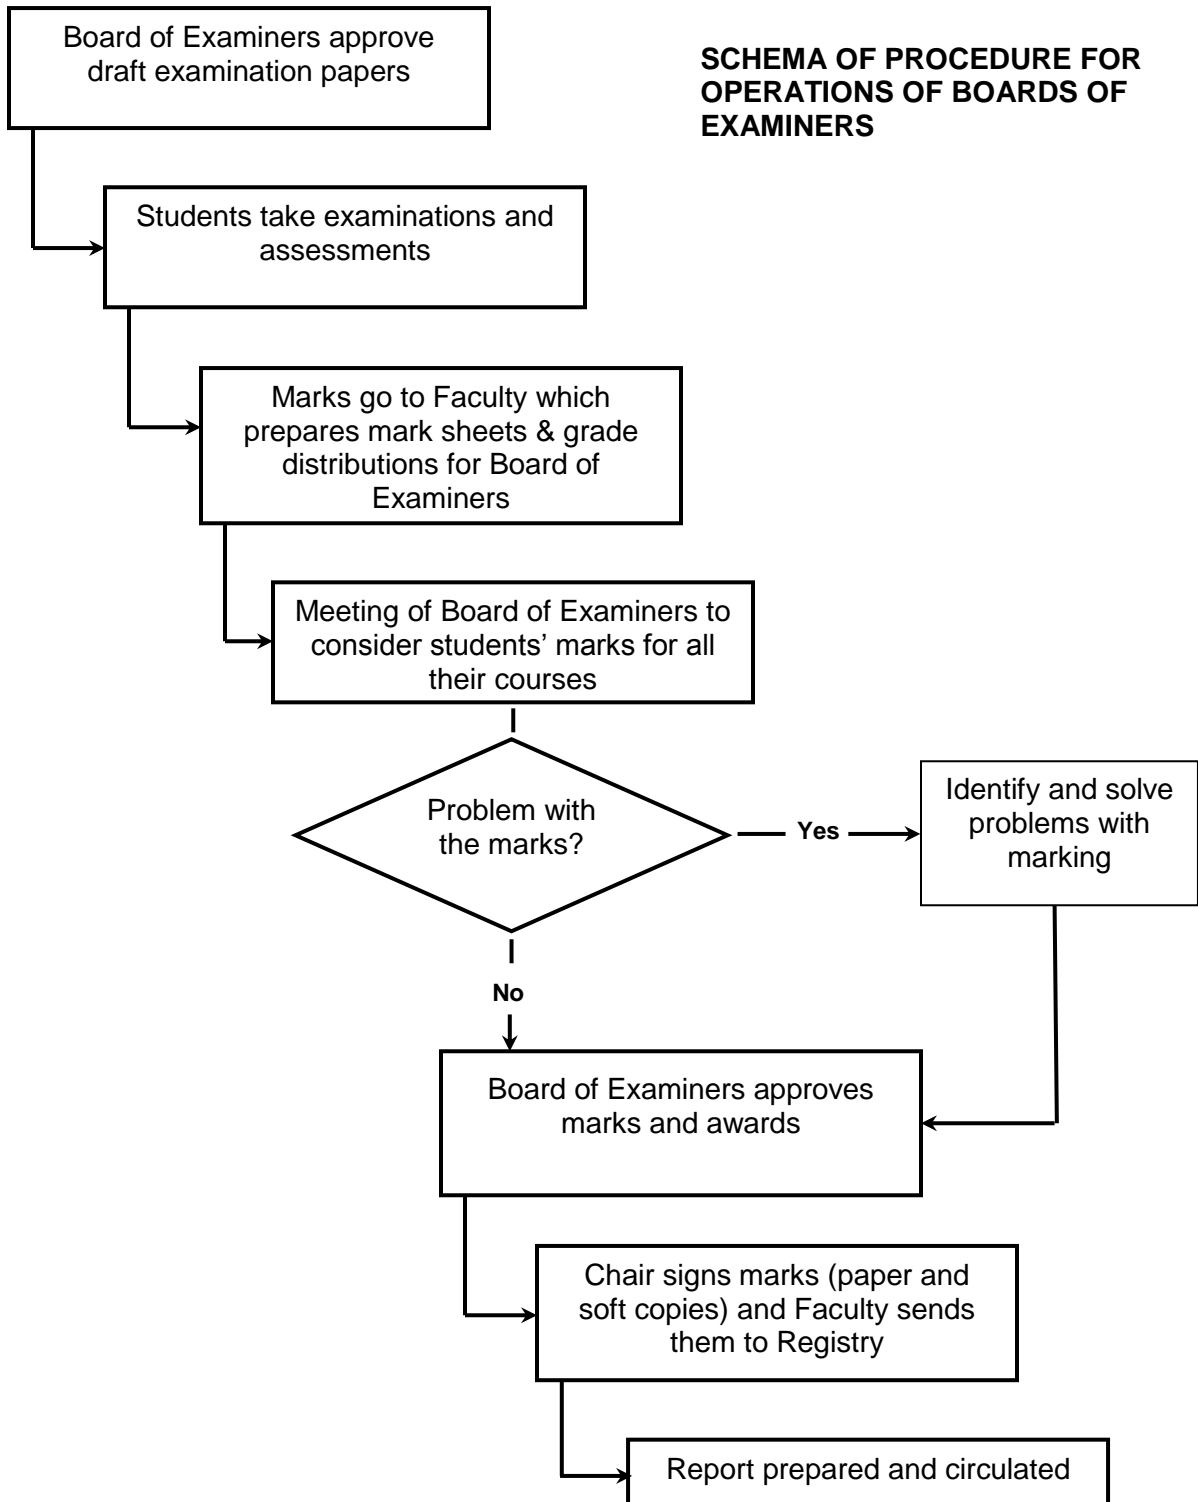 Board of Examiners approve
draft examination papers
SCHEMA OF PROCEDURE FOR
OPERATIONS OF BOARDS OF
EXAMINERS
Students take examinations and
assessments
Marks go to Faculty which
prepares mark sheets & grade
distributions for Board of
Examiners
Meeting of Board of Examiners to
consider students’ marks for all
their courses
Problem with
the marks?
Yes
Identify and solve
problems with
marking
No
Board of Examiners approves
marks and awards
Chair signs marks (paper and
soft copies) and Faculty sends
them to Registry
Report prepared and circulated